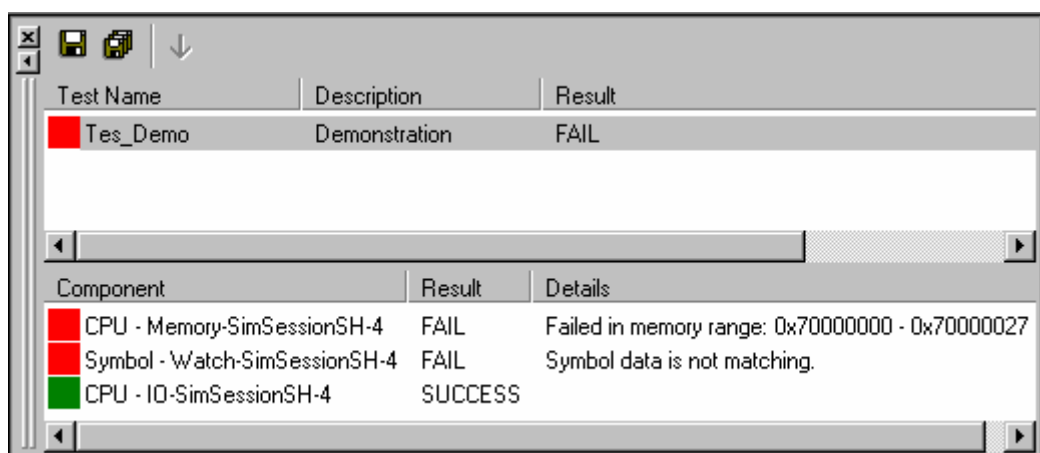 Test Name Description Result
Tes_Demo Demonstration FAIL
Component Result Details
CPU - Memory-SimSessionSH-4 FAIL Failed in memory range: 0x70000000 - 0x70000027
Symbol - Watch-SimSessionSH-4 FAIL Symbol data is not matching.
CPU - IO-SimSessionSH-4 SUCCESS